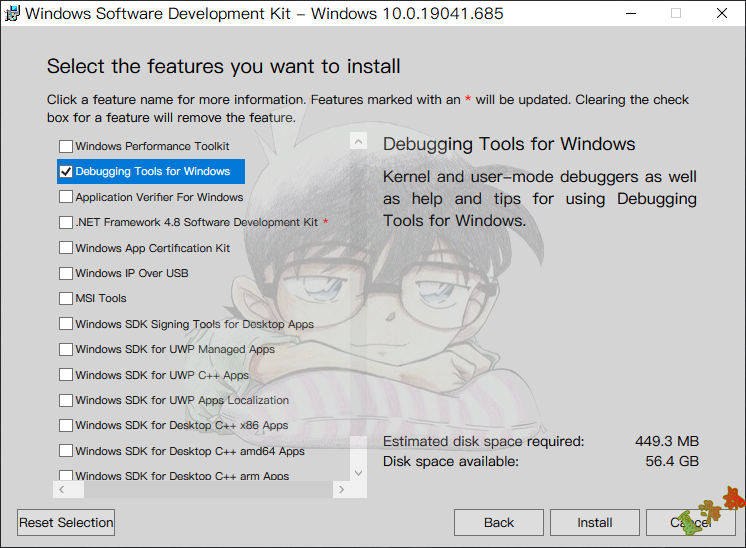 Windows Software Development Kit - Windows 10.0.19041.685
Select the features you want to install
Click a feature name for more information. Features marked with an * will be updated. Clearing the check
box for a feature will remove the feature.
Windows Performance Toolkit
Debugging Tools for Windows
Application Verifier For Windows
.NET Framework 4.8 Software Development Kit *
Windows App Certification Kit
Windows IP Over USB
MSI Tools
Windows SDK Signing Tools for Desktop Apps
Windows SDK for UWP Managed Apps
Windows SDK for UWP C++ Apps
Windows SDK for UWP Apps Localization
Windows SDK for Desktop C++ x86 Apps
Windows SDK for Desktop C++ amd64 Apps
Windows SDK for Desktop C++ arm Apps
Debugging Tools for Windows
Kernel and user-mode debuggers as well
as help and tips for using Debugging
Tools for Windows.
Estimated disk space required: 449.3 MB
Disk space available: 56.4 GB
Reset Selection
Back
Install
Cancel